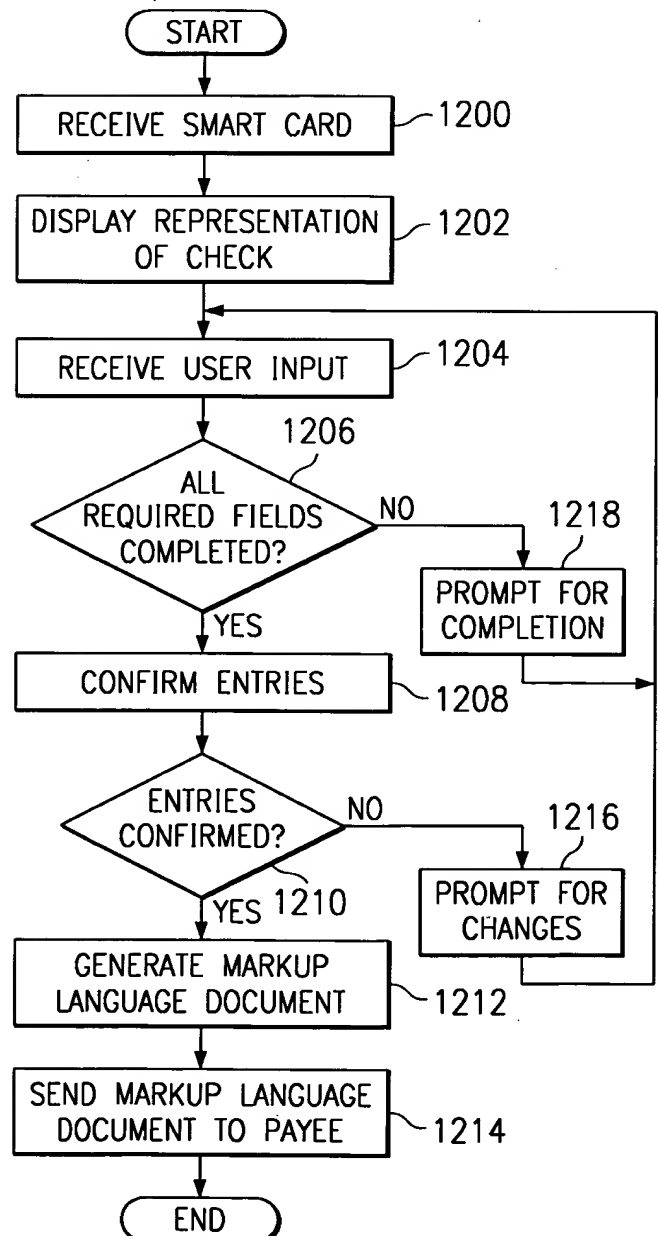 START
RECEIVE SMART CARD
1200
DISPLAY REPRESENTATION
OF CHECK
1202
RECEIVE USER INPUT
1204
1206
ALL
REQUIRED FIELDS
COMPLETED?
NO
1218
PROMPT FOR
COMPLETION
YES
CONFIRM ENTRIES
1208
ENTRIES
CONFIRMED?
NO
1216
PROMPT FOR
CHANGES
1210
YES
GENERATE MARKUP
LANGUAGE DOCUMENT
1212
SEND MARKUP LANGUAGE
DOCUMENT TO PAYEE
1214
END